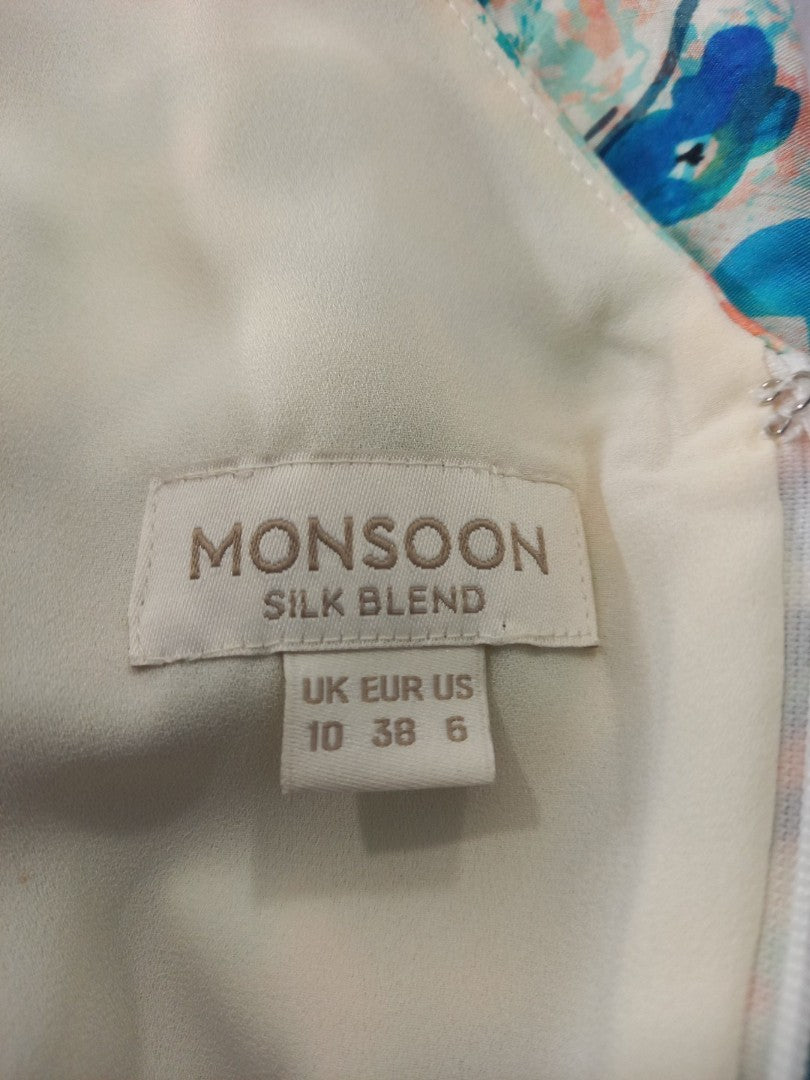 MONSOON
SILK BLEND
UK EUR US
10 38 6